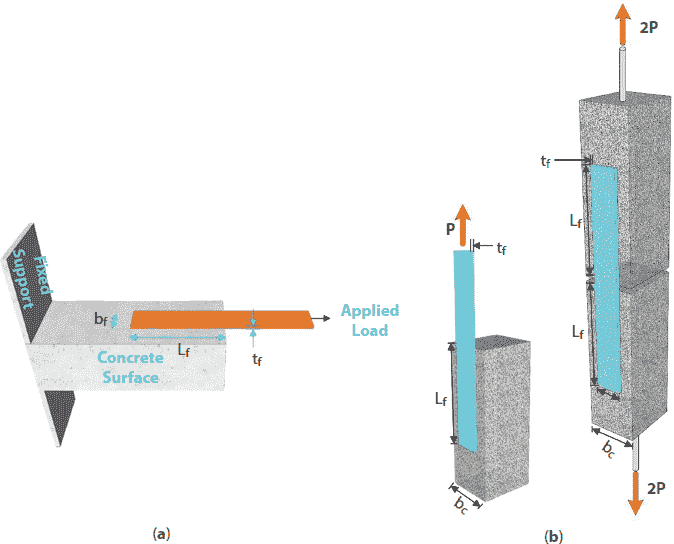 Fixed
Support
bf
Lf
tf
Concrete
Surface
Applied
Load
(a)
P
tf
Lf
bc
2P
tf
Lf
Lf
bc
2P
(b)